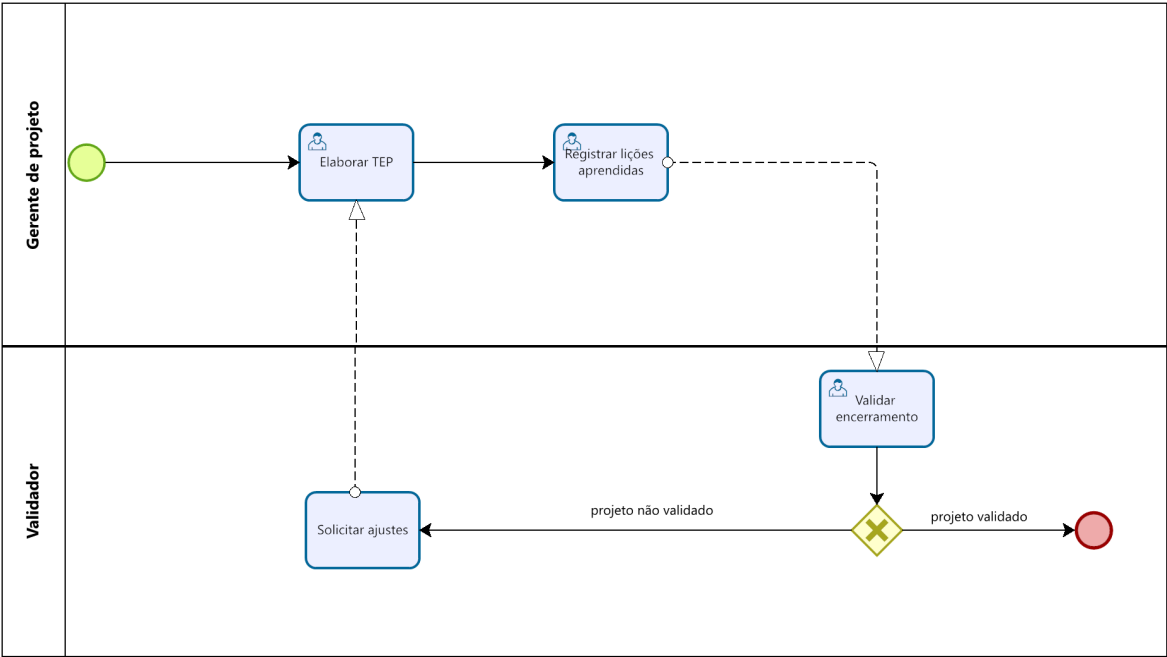 Gerente de projeto
Elaborar TEP
Registrar lições
aprendidas
Validador
Validar
encerramento
Solicitar ajustes
projeto não validado
projeto validado